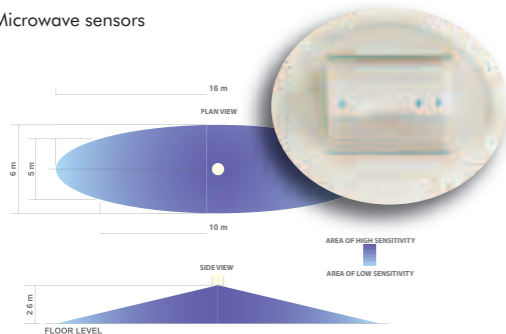 Microwave sensors
16 m
PLAN VIEW
6 m
5 m
10 m
AREA OF HIGH SENSITIVITY
AREA OF LOW SENSITIVITY
SIDE VIEW
2.6 m
FLOOR LEVEL